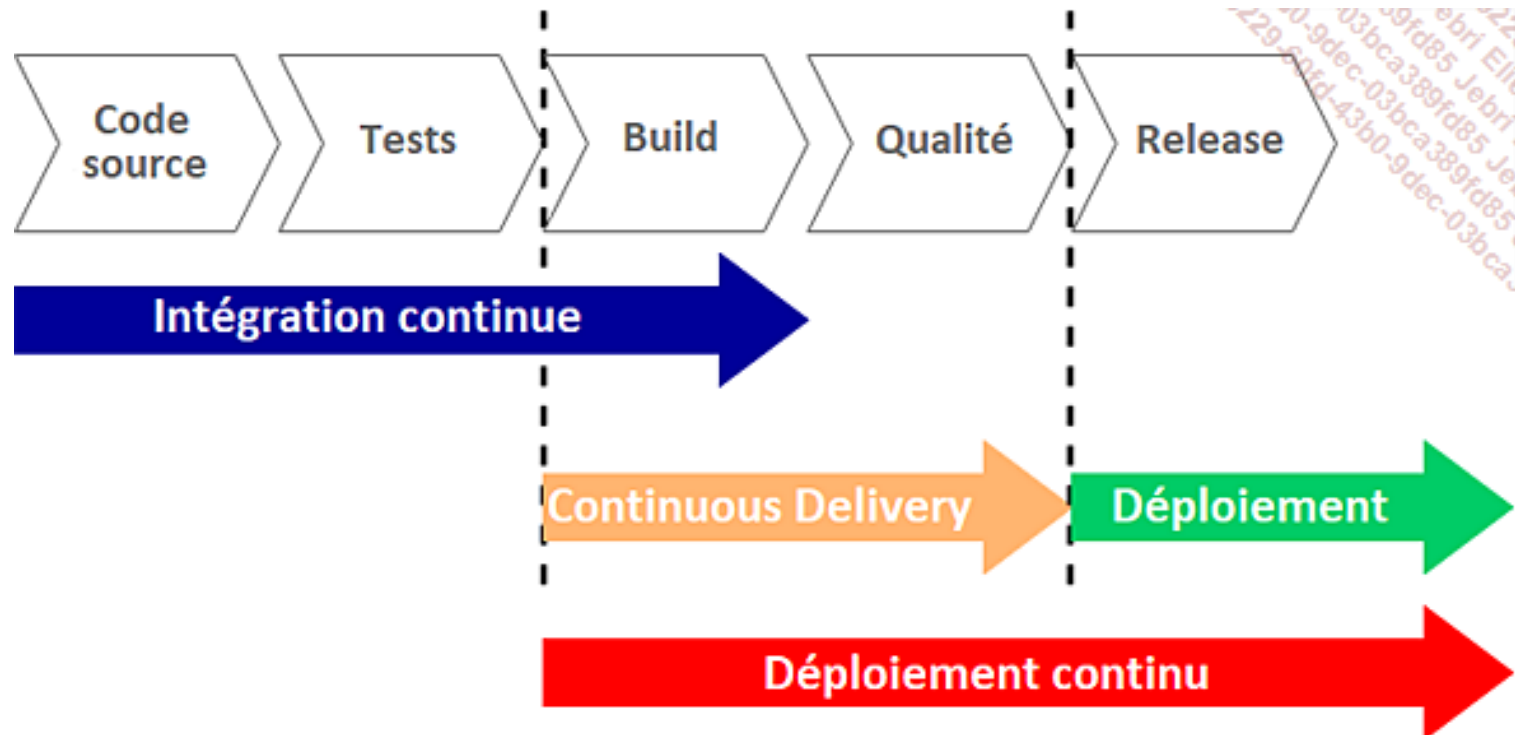 Code
source
Tests
Build
Qualité
Release
Intégration continue
Continuous Delivery
Déploiement
Déploiement continu